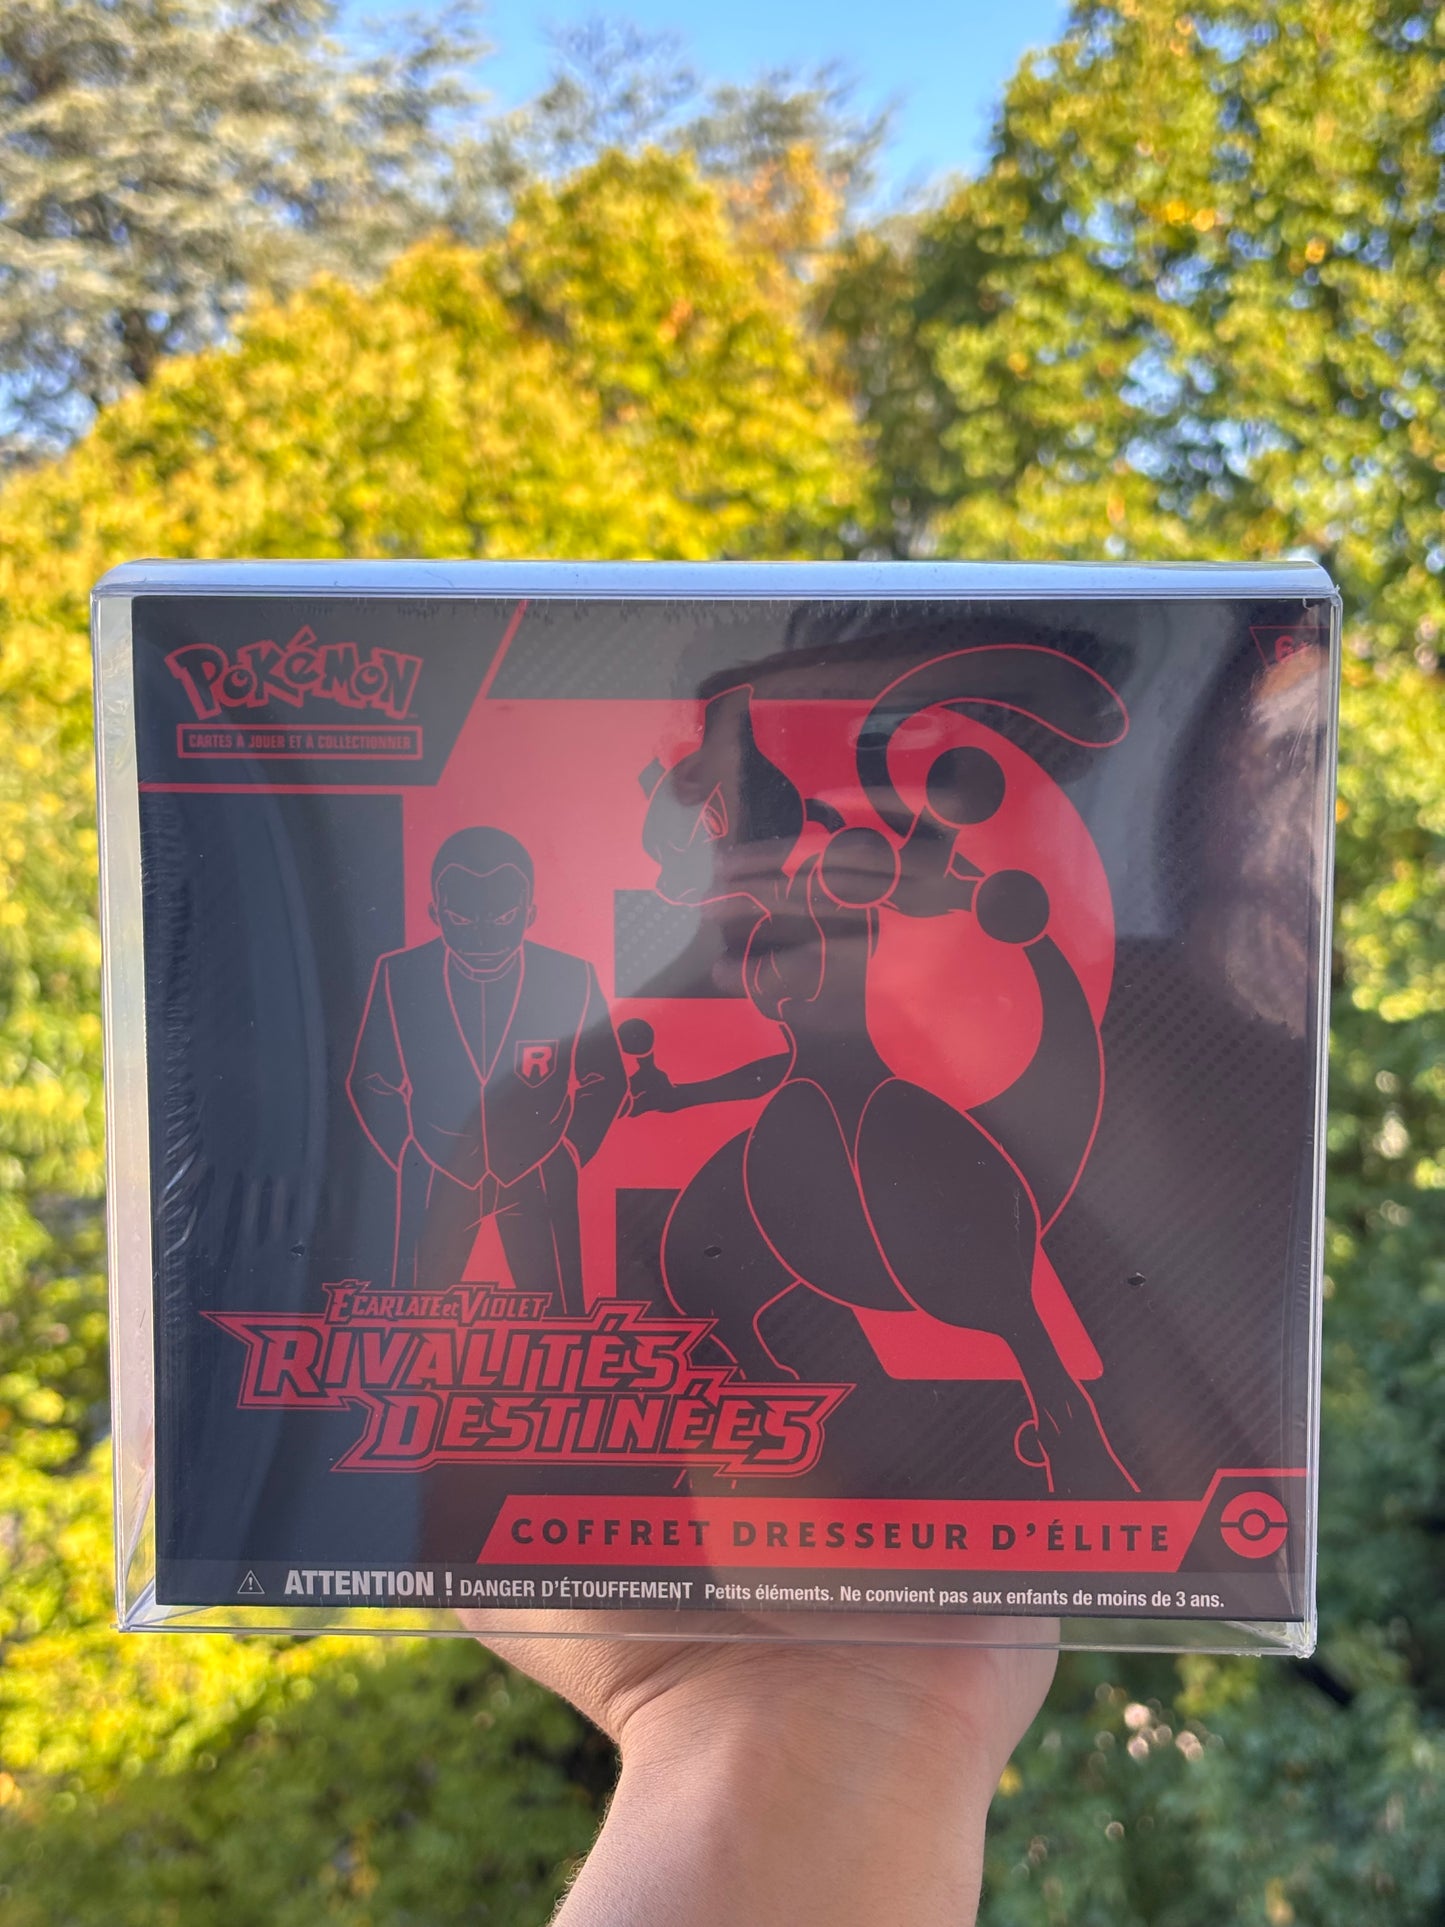 POKéMON
CARTES À JOUER ET À COLLECTIONNER
R
ÉCARLATE et VIOLET
RIVALITÉS
DESTINÉES
COFFRET DRESSEUR D'ÉLITE
ATTENTION ! DANGER D'ÉTOUFFEMENT Petits éléments. Ne convient pas aux enfants de moins de 3 ans.